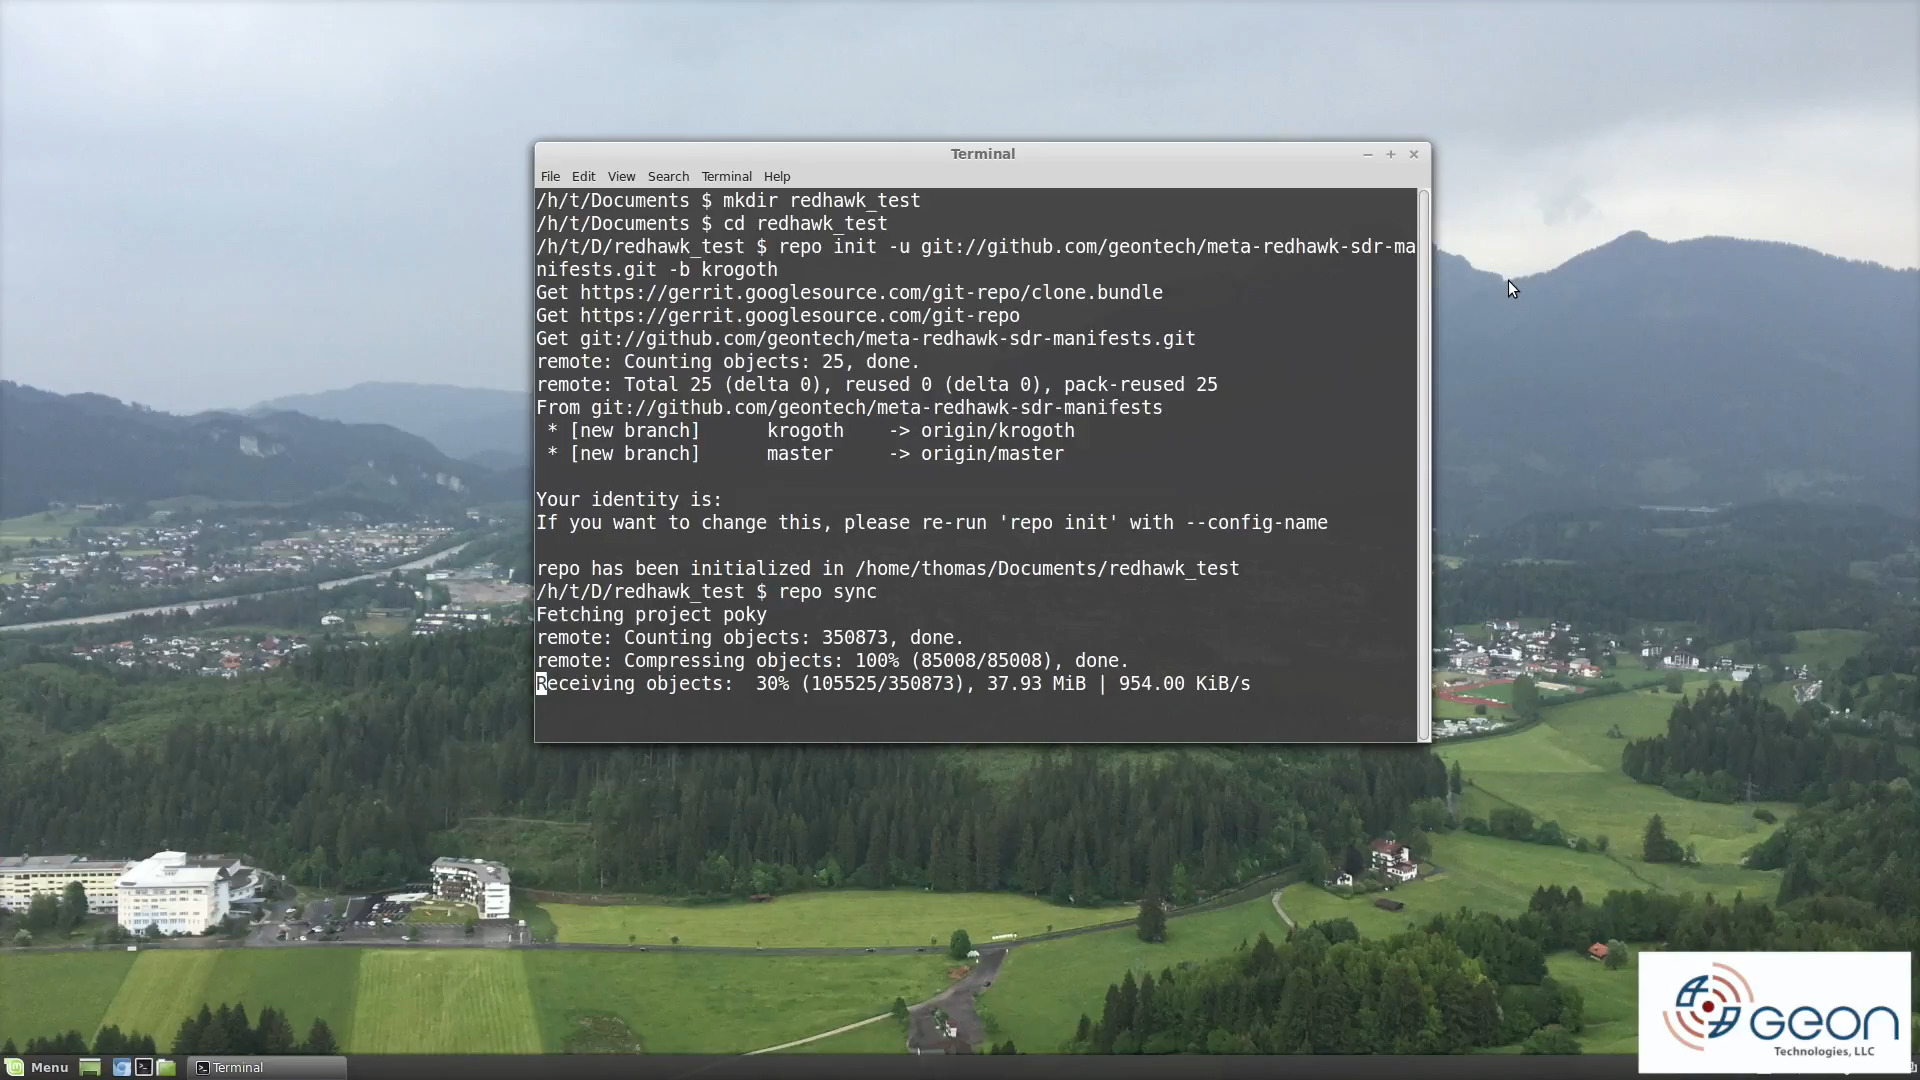 Terminal
File Edit View Search Terminal Help
/h/t/Documents $ mkdir redhawk_test
/h/t/Documents $ cd redhawk_test
/h/t/D/redhawk_test $ repo init -u git://github.com/geontech/meta-redhawk-sdr-ma
nifests.git -b krogoth
Get https://gerrit.googlesource.com/git-repo/clone.bundle
Get https://gerrit.googlesource.com/git-repo
Get git://github.com/geontech/meta-redhawk-sdr-manifests.git
remote: Counting objects: 25, done.
remote: Total 25 (delta 0), reused 0 (delta 0), pack-reused 25
From git://github.com/geontech/meta-redhawk-sdr-manifests
 * [new branch]      krogoth    -> origin/krogoth
 * [new branch]      master     -> origin/master
Your identity is:
If you want to change this, please re-run 'repo init' with --config-name
repo has been initialized in /home/thomas/Documents/redhawk_test
/h/t/D/redhawk_test $ repo sync
Fetching project poky
remote: Counting objects: 350873, done.
remote: Compressing objects: 100% (85008/85008), done.
Receiving objects:  30% (105525/350873), 37.93 MiB | 954.00 KiB/s
Geon
Technologies, LLC
Menu
Terminal